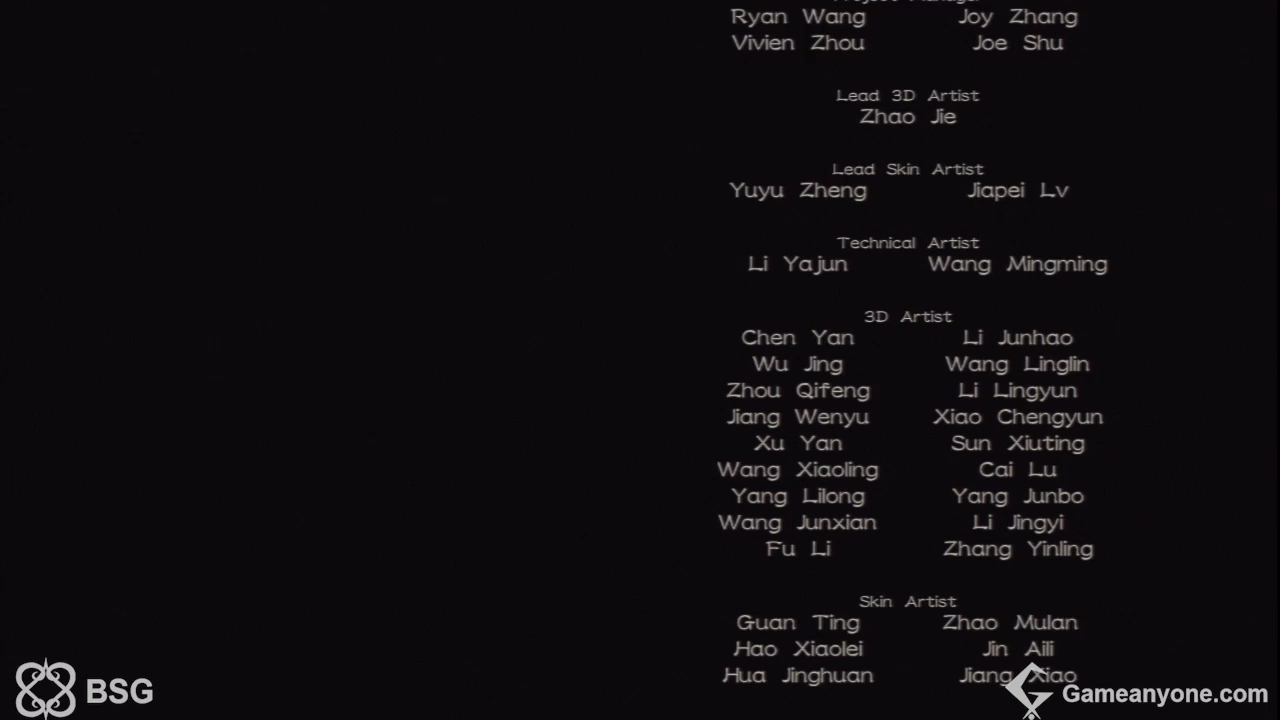 Project Manager
Ryan Wang Joy Zhang
Vivien Zhou Joe Shu
Lead 3D Artist
Zhao Jie
Lead Skin Artist
Yuyu Zheng Jiapei Lv
Technical Artist
Li Yajun Wang Mingming
3D Artist
Chen Yan Li Junhao
Wu Jing Wang Linglin
Zhou Qifeng Li Lingyun
Jiang Wenyu Xiao Chengyun
Xu Yan Sun Xiuting
Wang Xiaoling Cai Lu
Yang Lilong Yang Junbo
Wang Junxian Li Jingyi
Fu Li Zhang Yinling
Skin Artist
Guan Ting Zhao Mulan
Hao Xiaolei Jin Aili
Hua Jinghuan Jiang Xiao
BSG
Gameanyone.com